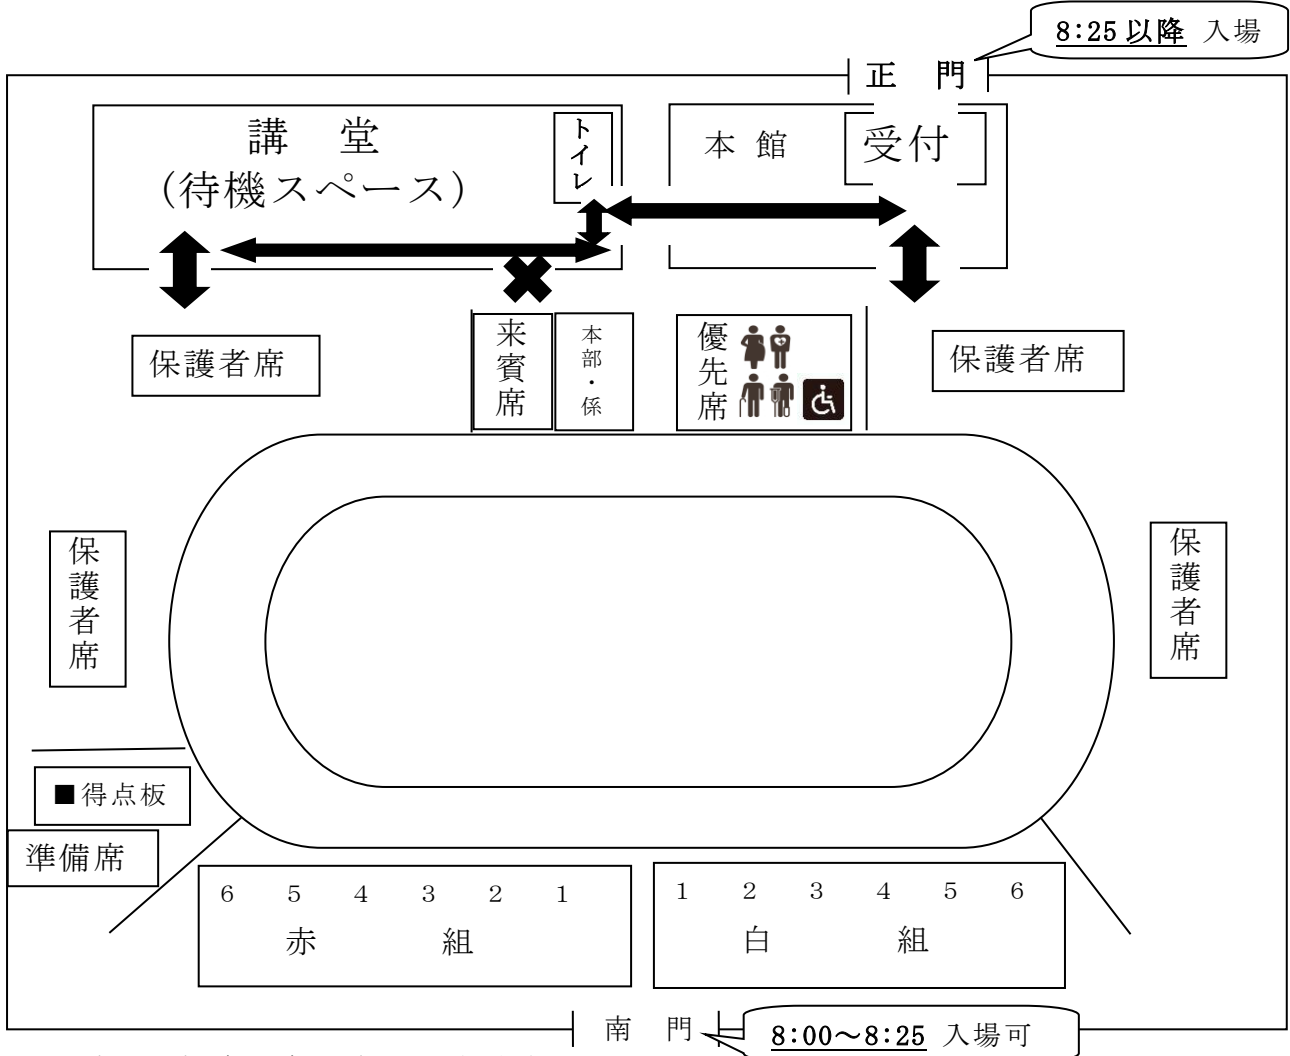 8:25以降 入場
正 門
講 堂
(待機スペース)
トイレ
本 館
受付
保護者席
来賓席
本部・係
優先席
保護者席
保護者席
保護者席
■得点板
準備席
6 5 4 3 2 1
赤 組
1 2 3 4 5 6
白 組
南 門
8:00～8:25 入場可